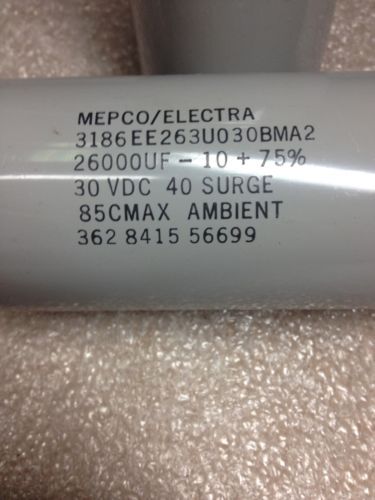 MEPCO/ELECTRA
3186EE263U030BMA2
26000UF - 10 + 75%
30 VDC 40 SURGE
85CMAX AMBIENT
362 8415 56699